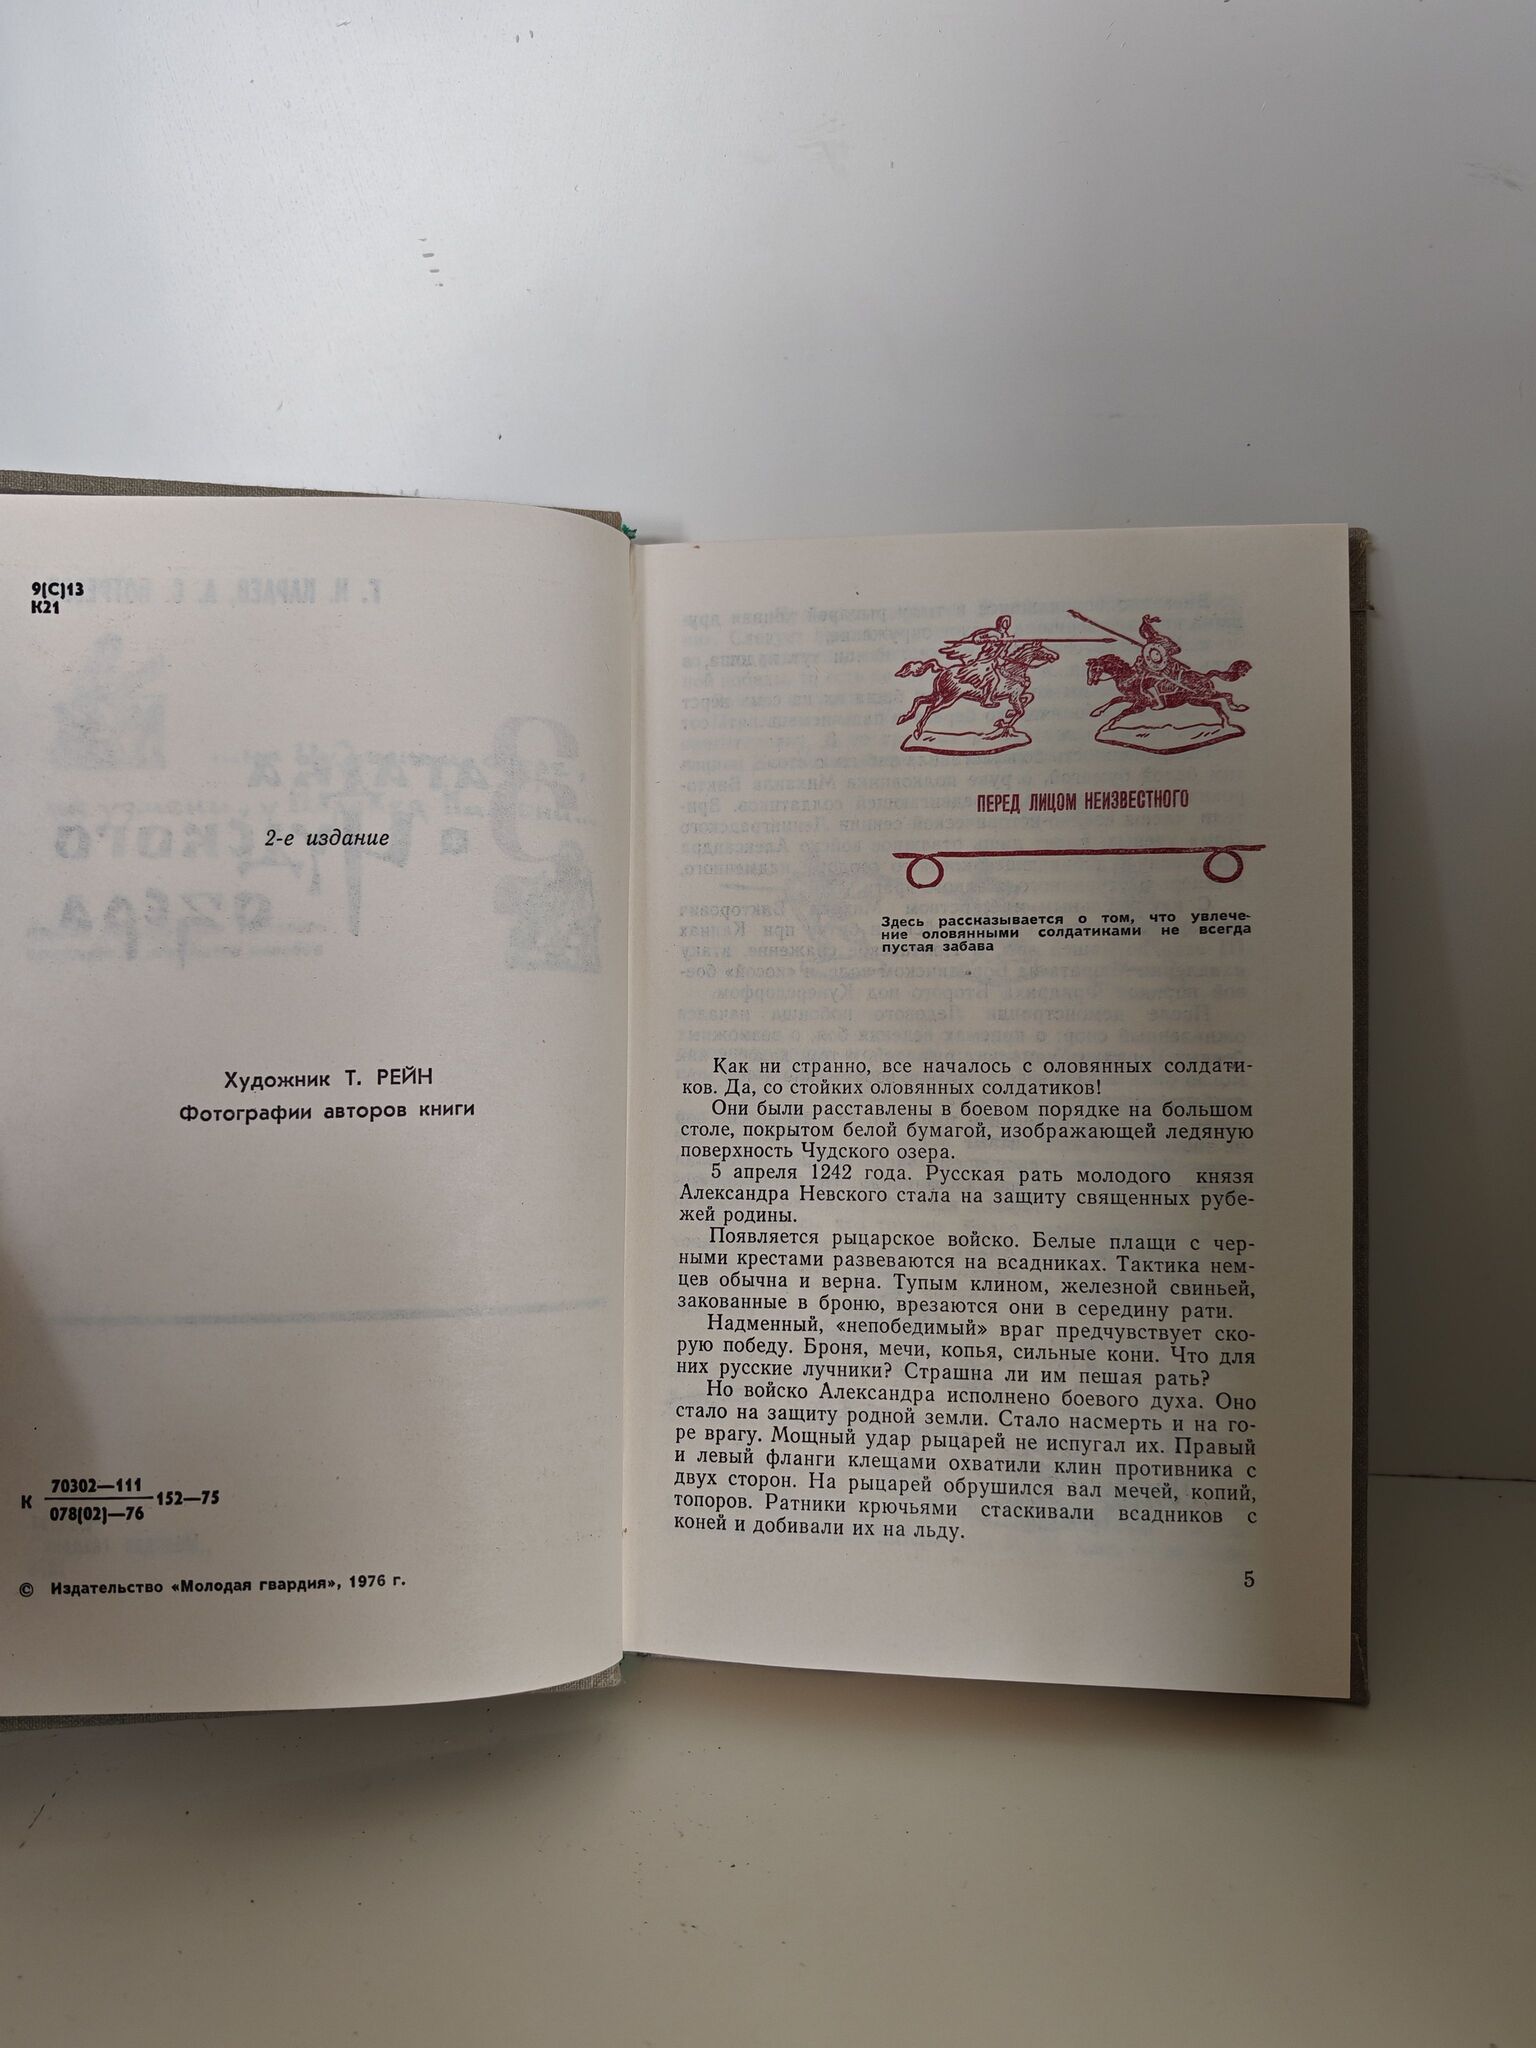 9(С)13
К21
2-е издание
Художник Т. РЕЙН
Фотографии авторов книги
К 70302—111
078(02)—76 152—75
© Издательство «Молодая гвардия», 1976 г.
ПЕРЕД ЛИЦОМ НЕИЗВЕСТНОГО
Здесь рассказывается о том, что увлече-
ние оловянными солдатиками не всегда
пустая забава
Как ни странно, все началось с оловянных солдати-
ков. Да, со стойких оловянных солдатиков!
Они были расставлены в боевом порядке на большом
столе, покрытом белой бумагой, изображающей ледяную
поверхность Чудского озера.
5 апреля 1242 года. Русская рать молодого князя
Александра Невского стала на защиту священных рубе-
жей родины.
Появляется рыцарское войско. Белые плащи с чер-
ными крестами развеваются на всадниках. Тактика нем-
цев обычна и верна. Тупым клином, железной свиньей,
закованные в броню, врезаются они в середину рати.
Надменный, «непобедимый» враг предчувствует ско-
рую победу. Броня, мечи, копья, сильные кони. Что для
них русские лучники? Страшна ли им пешая рать?
Но войско Александра исполнено боевого духа. Оно
стало на защиту родной земли. Стало насмерть и на го-
ре врагу. Мощный удар рыцарей не испугал их. Правый
и левый фланги клещами охватили клин противника с
двух сторон. На рыцарей обрушился вал мечей, копий,
топоров. Ратники крючьями стаскивали всадников с
коней и добивали их на льду.
5